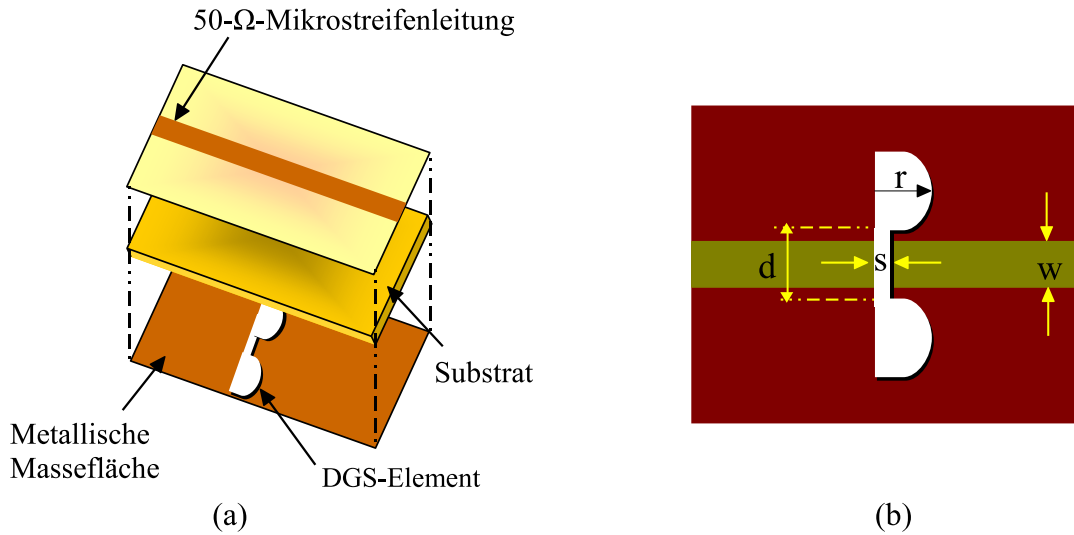 50-Ω-Mikrostreifenleitung
Substrat
Metallische
Massefläche
DGS-Element
(a)
r
d
s
w
(b)